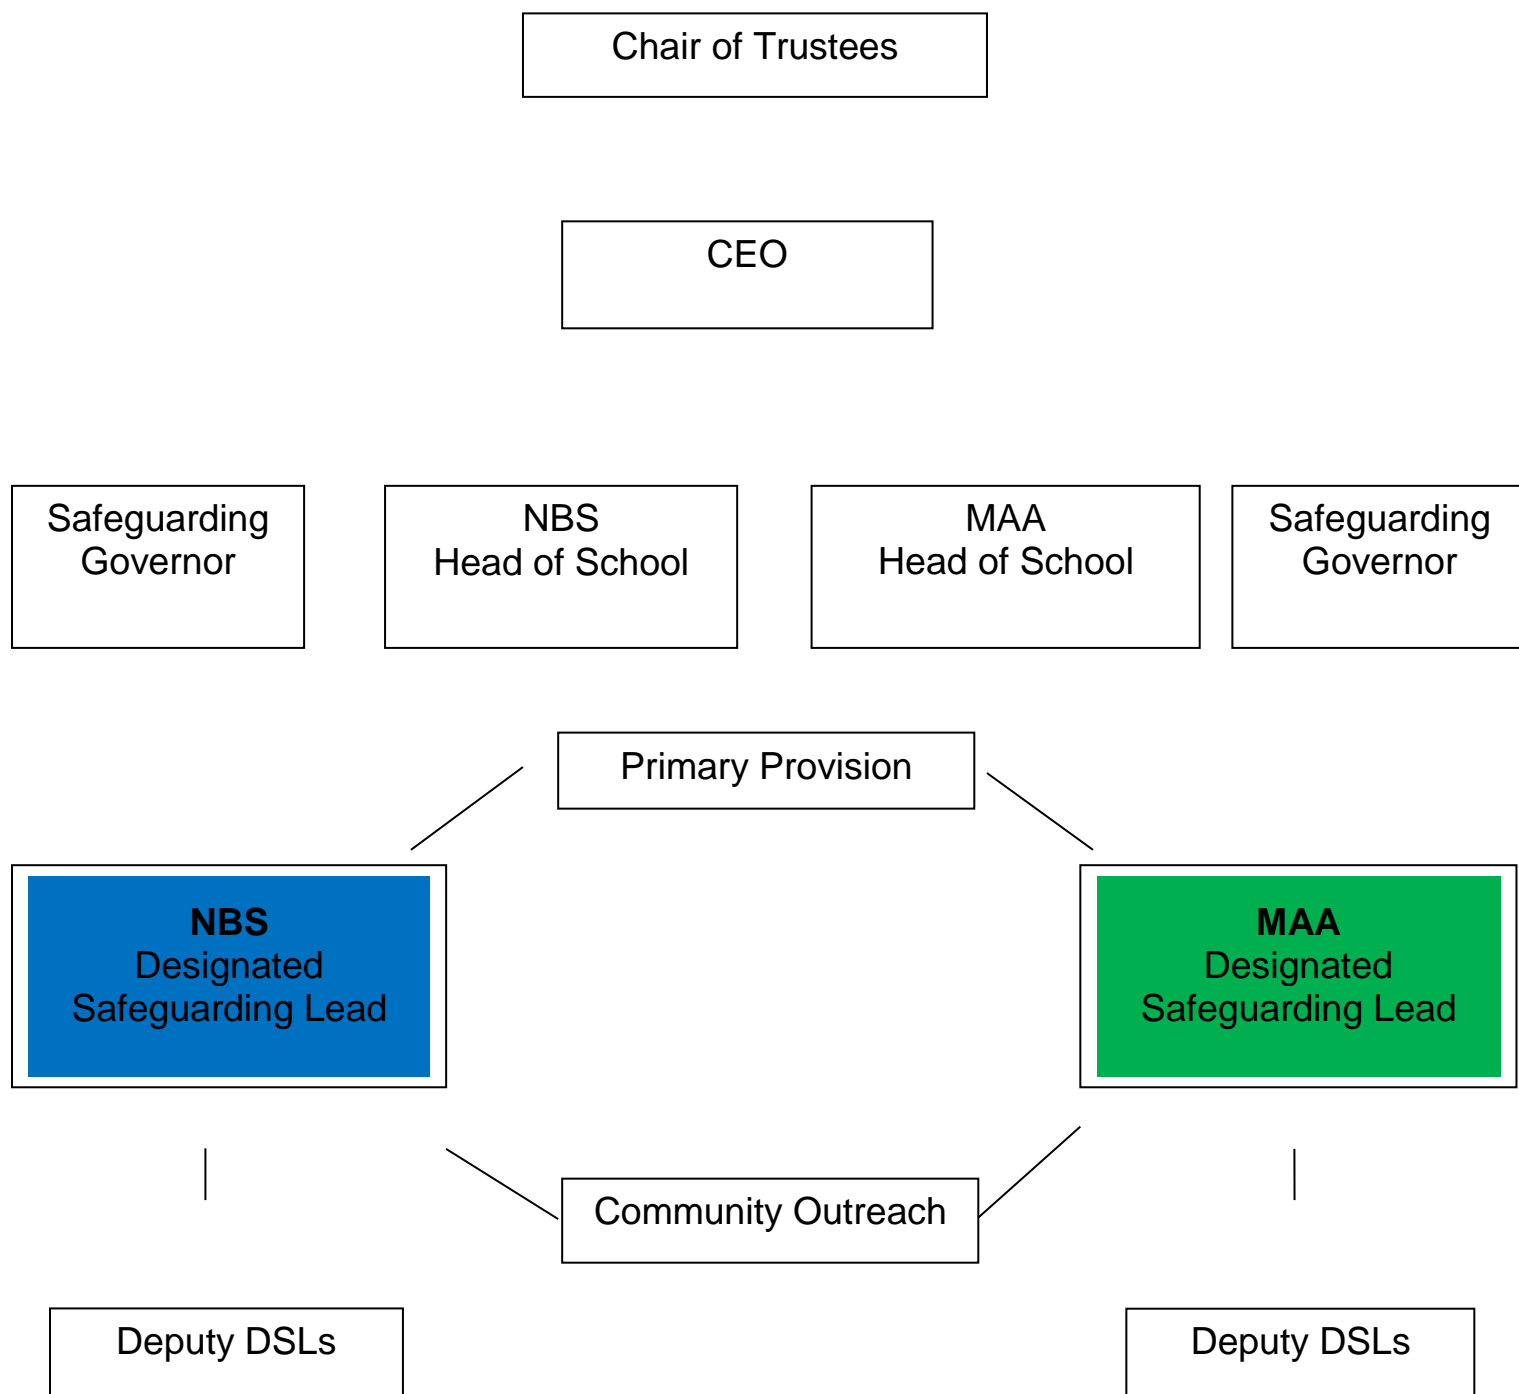 Chair of Trustees
CEO
Safeguarding
Governor
NBS
Head of School
MAA
Head of School
Safeguarding
Governor
Primary Provision
NBS
Designated
Safeguarding Lead
MAA
Designated
Safeguarding Lead
Community Outreach
Deputy DSLs
Deputy DSLs